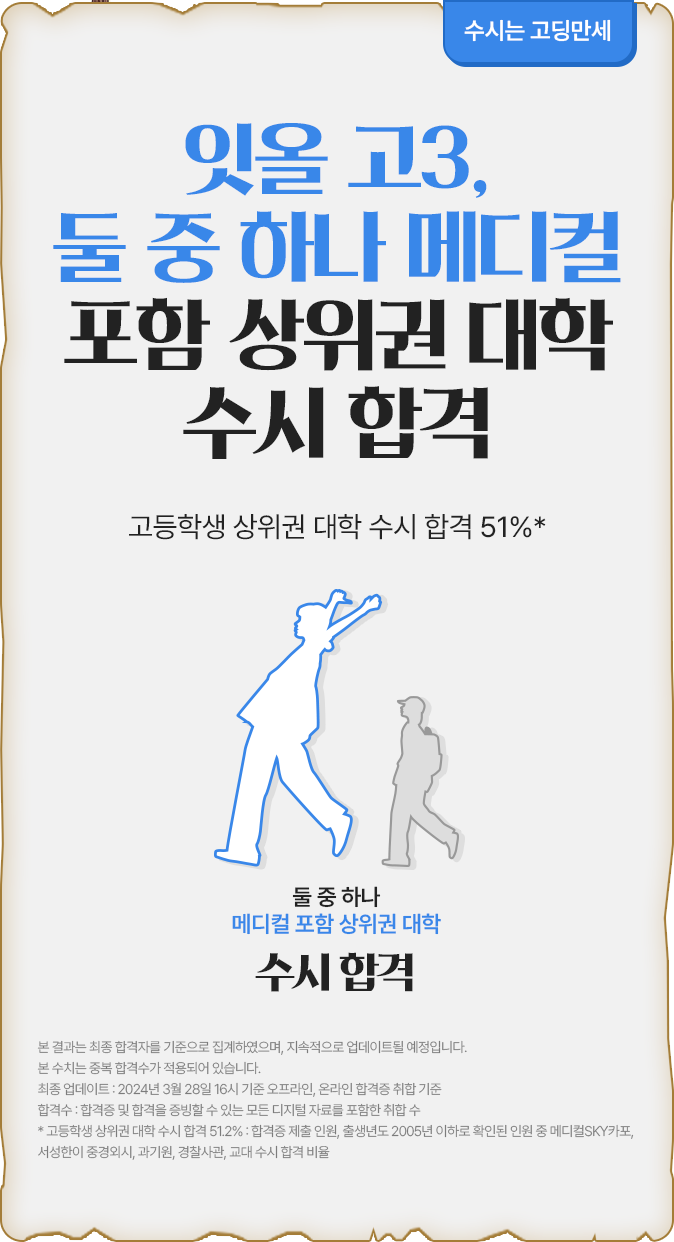 수시는 고딩만세
잇올 고3,
둘 중 하나 메디컬
포함 상위권 대학
수시 합격
고등학생 상위권 대학 수시 합격 51%*
둘 중 하나
메디컬 포함 상위권 대학
수시 합격
본 결과는 최종 합격자를 기준으로 집계하였으며, 지속적으로 업데이트될 예정입니다.
본 수치는 중복 합격수가 적용되어 있습니다.
최종 업데이트 : 2024년 3월 28일 16시 기준 오프라인, 온라인 합격증 취합 기준
합격수 : 합격증 및 합격을 증빙할 수 있는 모든 디지털 자료를 포함한 취합 수
* 고등학생 상위권 대학 수시 합격 51.2% : 합격증 제출 인원, 출생년도 2005년 이하로 확인된 인원 중 메디컬SKY카포,
서성한이 중경외시, 과기원, 경찰사관, 교대 수시 합격 비율